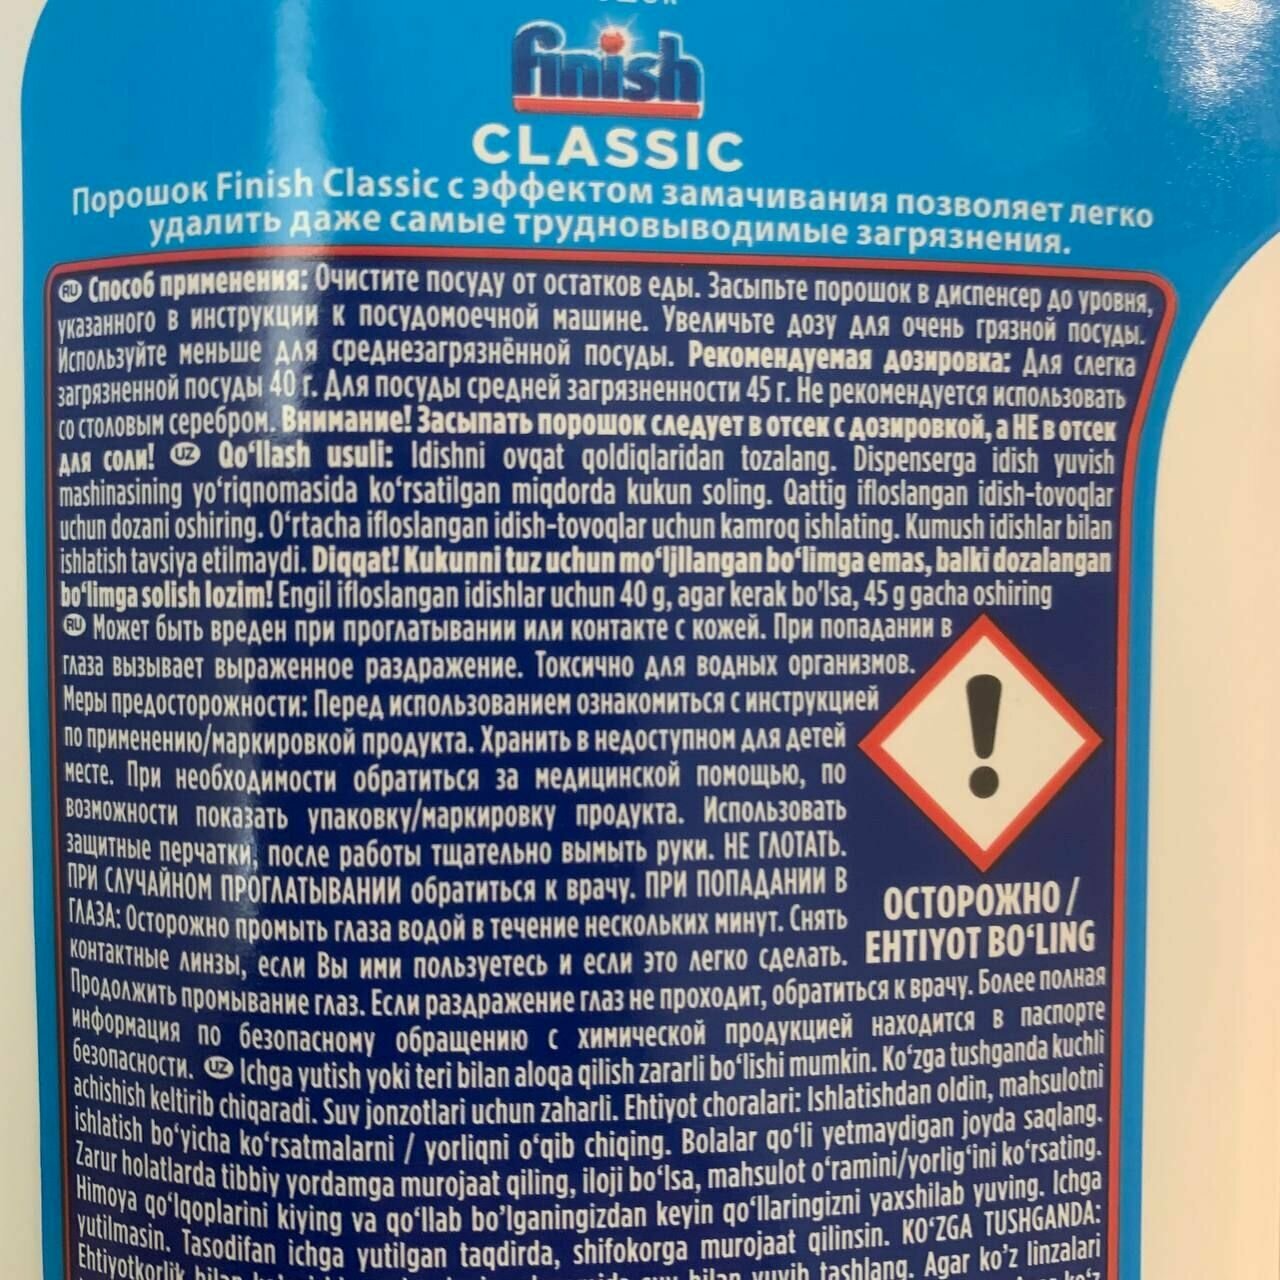 finish
CLASSIC
Порошок Finish Classic с эффектом замачивания позволяет легко
удалить даже самые трудновыводимые загрязнения.
RU Способ применения: Очистите посуду от остатков еды. Засыпьте порошок в диспенсер до уровня,
указанного в инструкции к посудомоечной машине. Увеличьте дозу для очень грязной посуды.
Используйте меньше для среднезагрязнённой посуды. Рекомендуемая дозировка: Для слегка
загрязненной посуды 40 г. Для посуды средней загрязненности 45 г. Не рекомендуется использовать
со столовым серебром. Внимание! Засыпать порошок следует в отсек с дозировкой, а НЕ в отсек
для соли! UZ Qo‘llash usuli: Idishni ovqat qoldiqlaridan tozalang. Dispenserga idish yuvish
mashinasining yo‘riqnomasida ko‘rsatilgan miqdorda kukun soling. Qattig ifloslangan idish-tovoqlar
uchun dozani oshiring. O‘rtacha ifloslangan idish-tovoqlar uchun kamroq ishlating. Kumush idishlar bilan
ishlatish tavsiya etilmaydi. Diqqat! Kukunni tuz uchun mo‘ljillangan bo‘limga emas, balki dozalangan
bo‘limga solish lozim! Engil ifloslangan idishlar uchun 40 g, agar kerak bo'lsa, 45 g gacha oshiring
RU Может быть вреден при проглатывании или контакте с кожей. При попадании в
глаза вызывает выраженное раздражение. Токсично для водных организмов.
Меры предосторожности: Перед использованием ознакомиться с инструкцией
по применению/маркировкой продукта. Хранить в недоступном для детей
месте. При необходимости обратиться за медицинской помощью, по
возможности показать упаковку/маркировку продукта. Использовать
защитные перчатки, после работы тщательно вымыть руки. НЕ ГЛОТАТЬ.
ПРИ СЛУЧАЙНОМ ПРОГЛАТЫВАНИИ обратиться к врачу. ПРИ ПОПАДАНИИ В
ГЛАЗА: Осторожно промыть глаза водой в течение нескольких минут. Снять
контактные линзы, если Вы ими пользуетесь и если это легко сделать.
ОСТОРОЖНО /
EHTIYOT BO‘LING
Продолжить промывание глаз. Если раздражение глаз не проходит, обратиться к врачу. Более полная
информация по безопасному обращению с химической продукцией находится в паспорте
безопасности. UZ Ichga yutish yoki teri bilan aloqa qilish zararli bo‘lishi mumkin. Ko‘zga tushganda kuchli
achishish keltirib chiqaradi. Suv jonzotlari uchun zaharli. Ehtiyot choralari: Ishlatishdan oldin, mahsulotni
ishlatish bo‘yicha ko‘rsatmalarni / yorliqni o‘qib chiqing. Bolalar qo‘li yetmaydigan joyda saqlang.
Zarur holatlarda tibbiy yordamga murojaat qiling, iloji bo‘lsa, mahsulot o‘ramini/yorlig‘ini ko‘rsating.
Himoya qo‘lqoplarini kiying va qo‘llab bo’lganingizdan keyin qo‘llaringizni yaxshilab yuving. Ichga
yutilmasin. Tasodifan ichga yutilgan taqdirda, shifokorga murojaat qilinsin. KO‘ZGA TUSHGANDA:
Ehtiyotkorlik bilan suv bilan yuvib tashlang. Agar ko’z linzalari